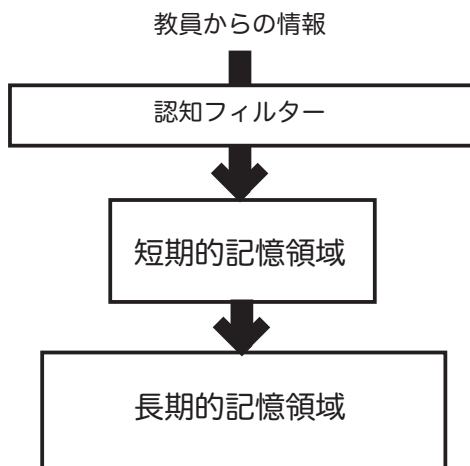 教員からの情報
認知フィルター
短期的記憶領域
長期的記憶領域